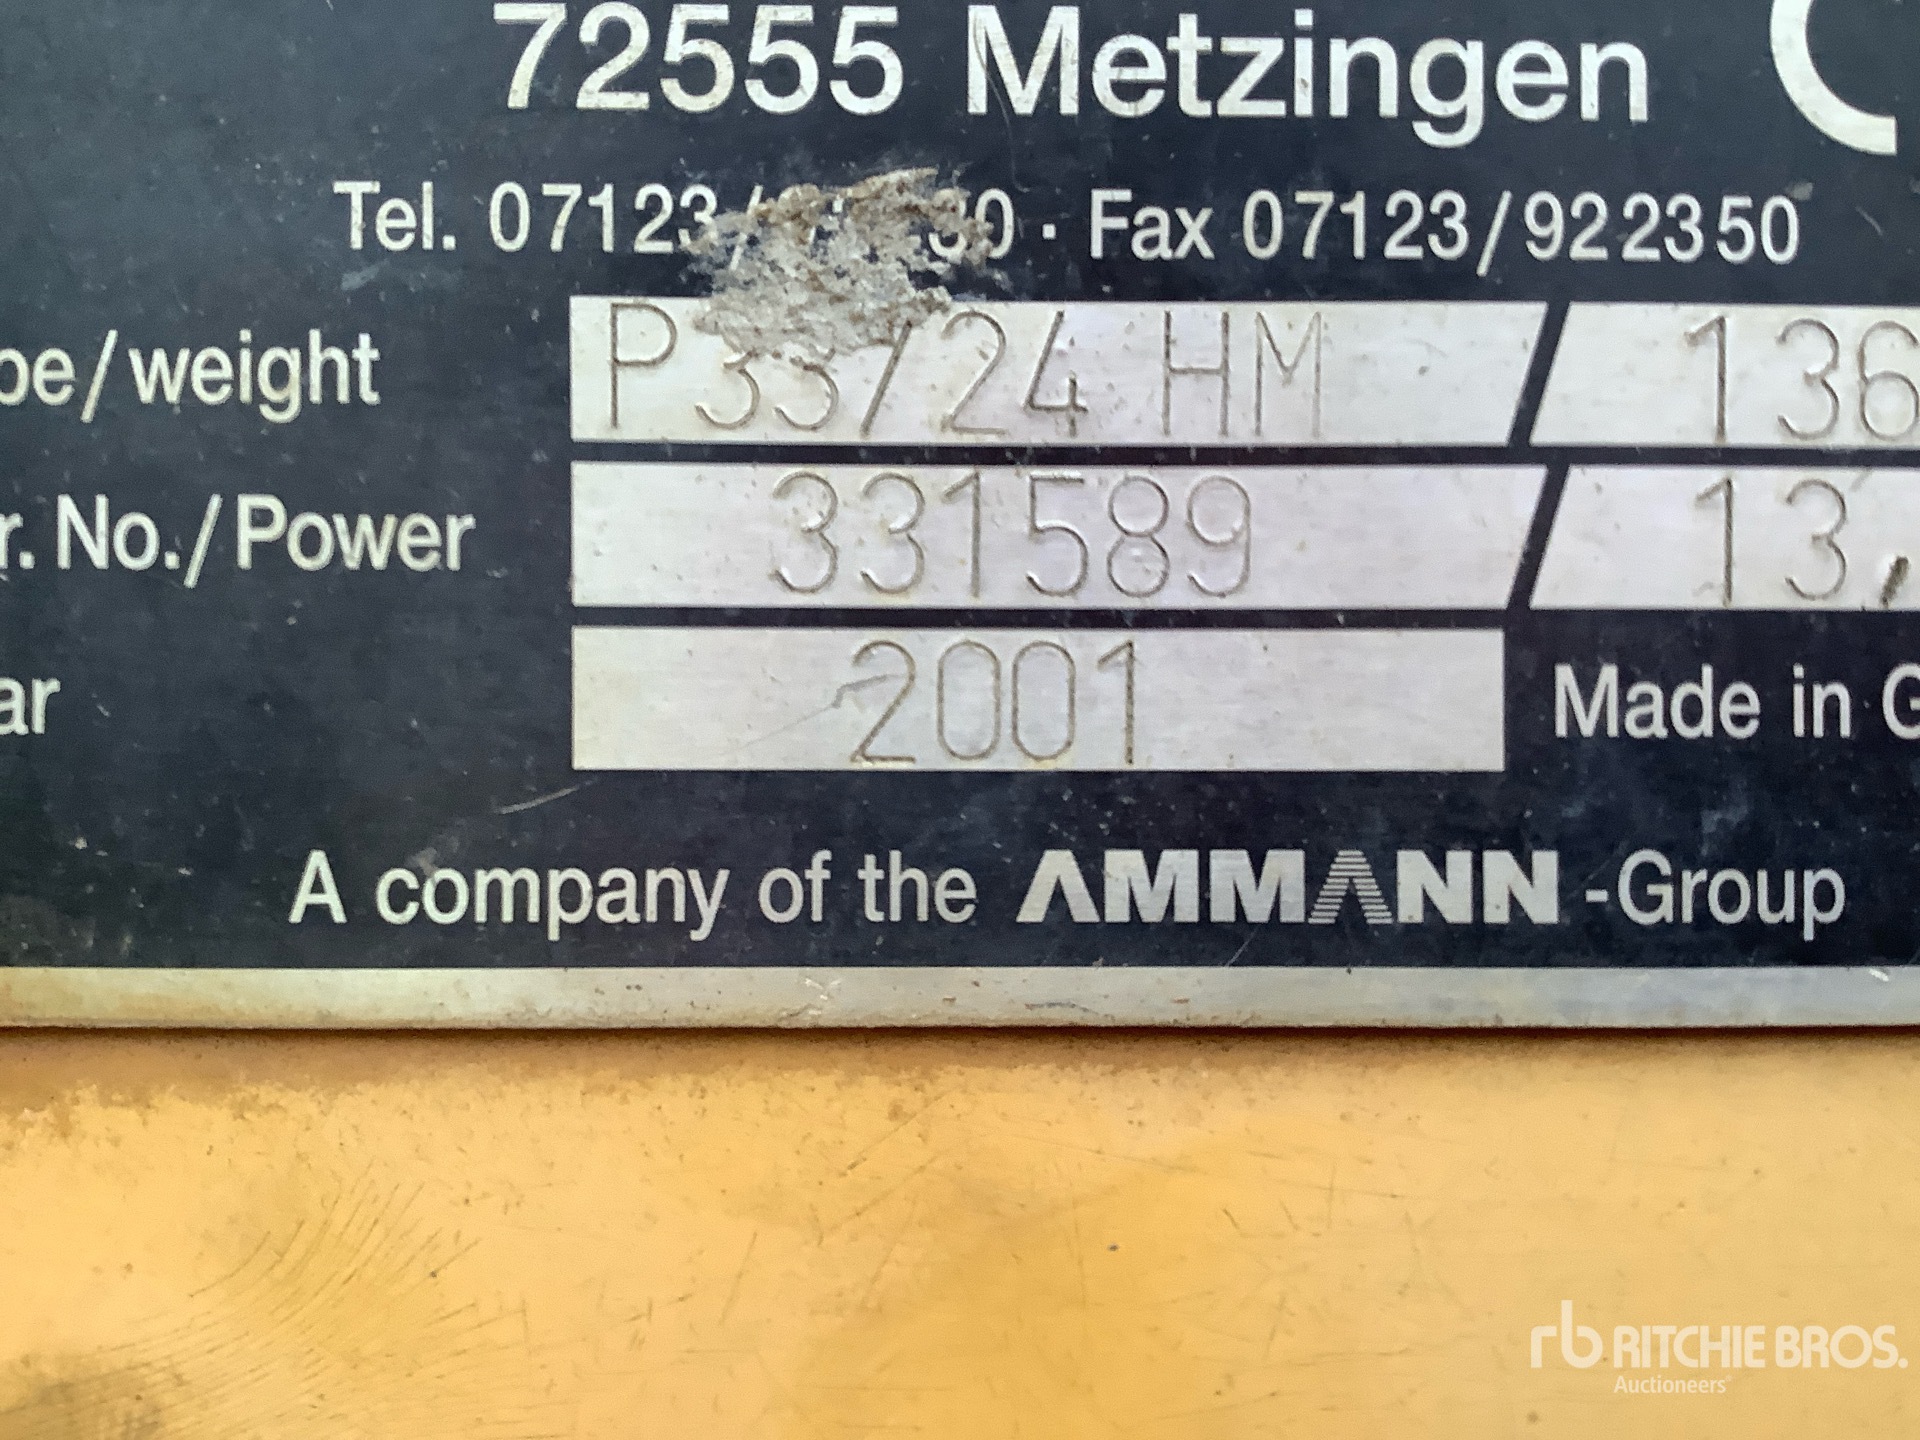 72555 Metzingen
Tel. 07123/ 30 · Fax 07123/922350
pe/weight P 33/24 HM 136
r. No./Power 331589 13,
ar 2001 Made in G
A company of the AMMANN -Group
rb RITCHIE BROS.
Auctioneers